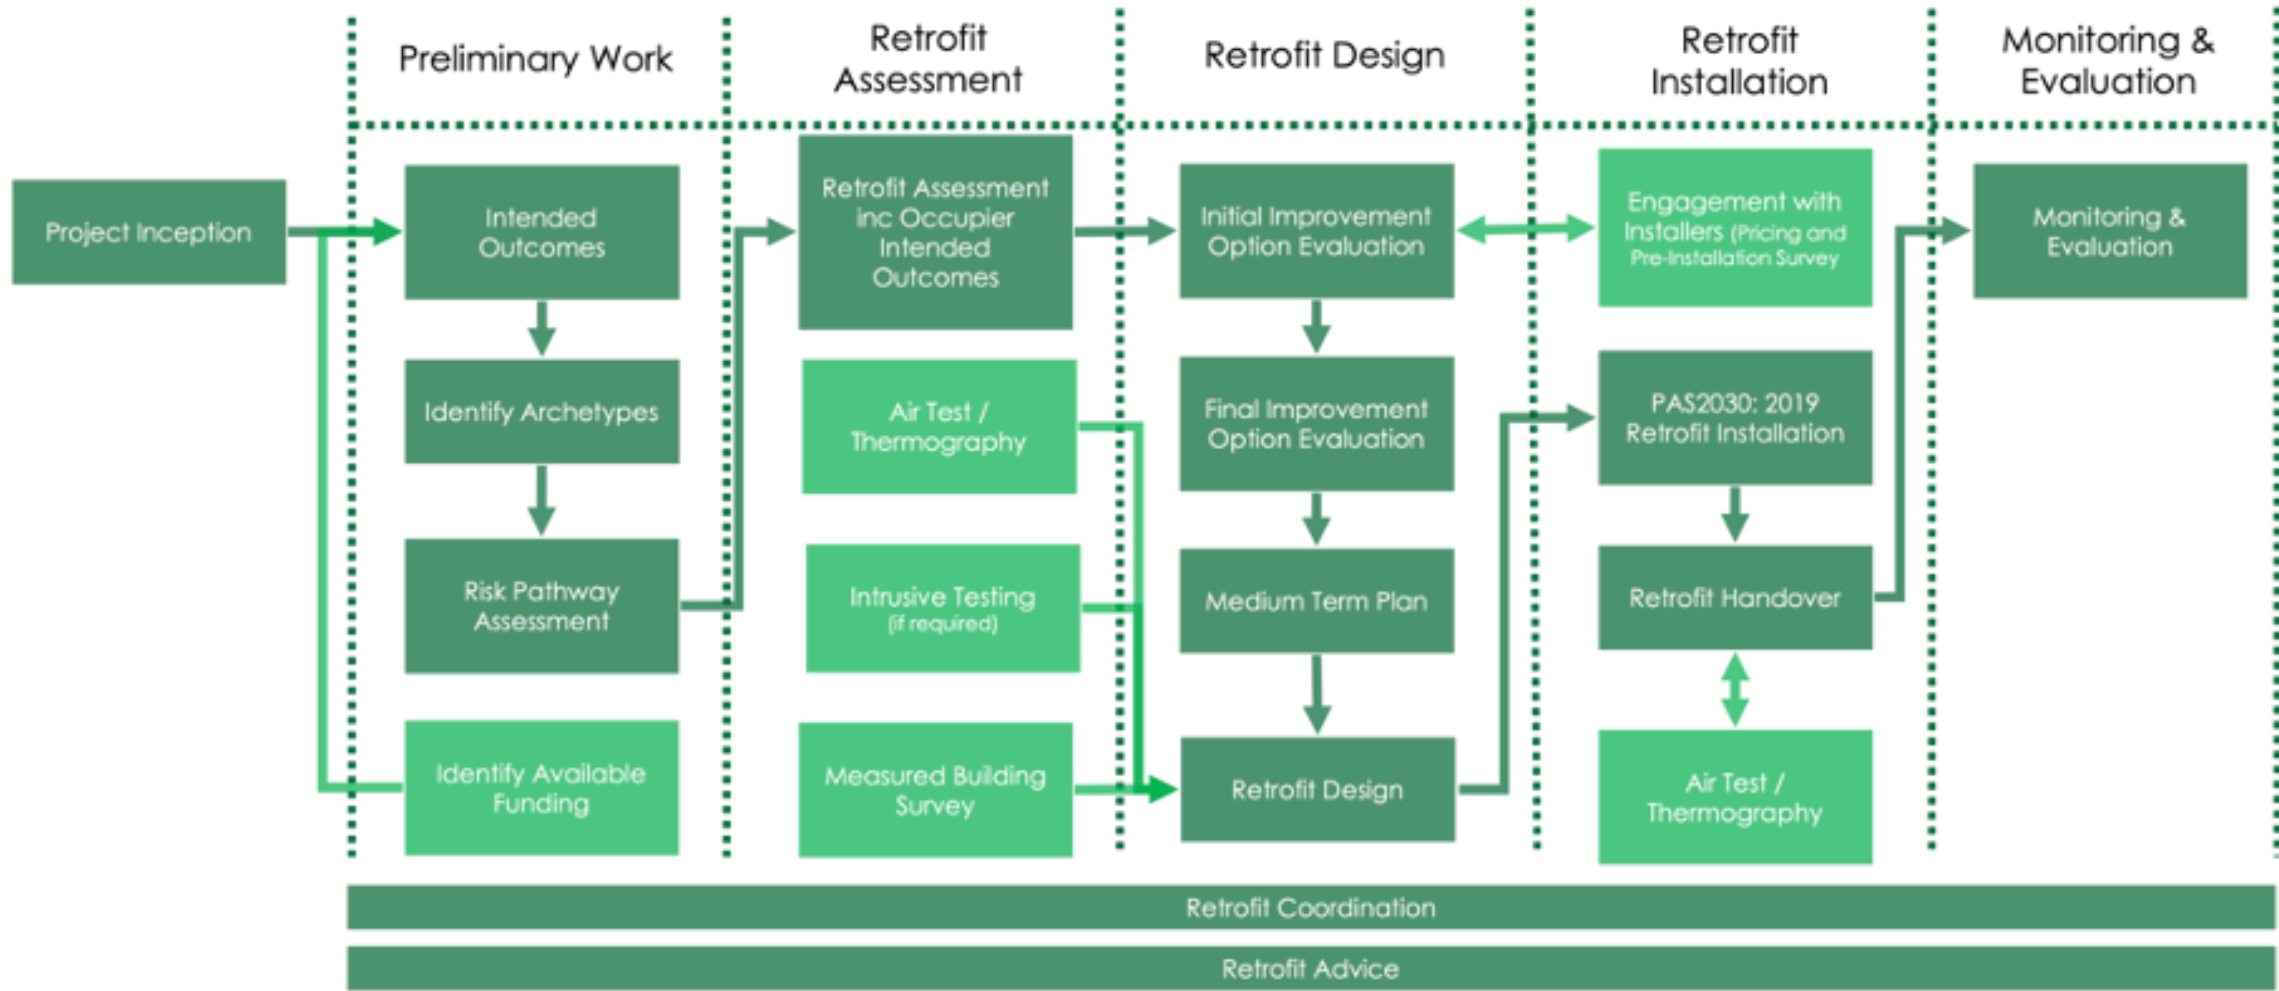 Preliminary Work
Retrofit
Assessment
Retrofit Design
Retrofit
Installation
Monitoring &
Evaluation
Project Inception
Intended
Outcomes
Identify Archetypes
Risk Pathway
Assessment
Identify Available
Funding
Retrofit Assessment
inc Occupier
Intended
Outcomes
Air Test /
Thermography
Intrusive Testing
(if required)
Measured Building
Survey
Initial Improvement
Option Evaluation
Final Improvement
Option Evaluation
Medium Term Plan
Retrofit Design
Engagement with
Installers (Pricing and
Pre-Installation Survey
PAS2030: 2019
Retrofit Installation
Retrofit Handover
Air Test /
Thermography
Monitoring &
Evaluation
Retrofit Coordination
Retrofit Advice